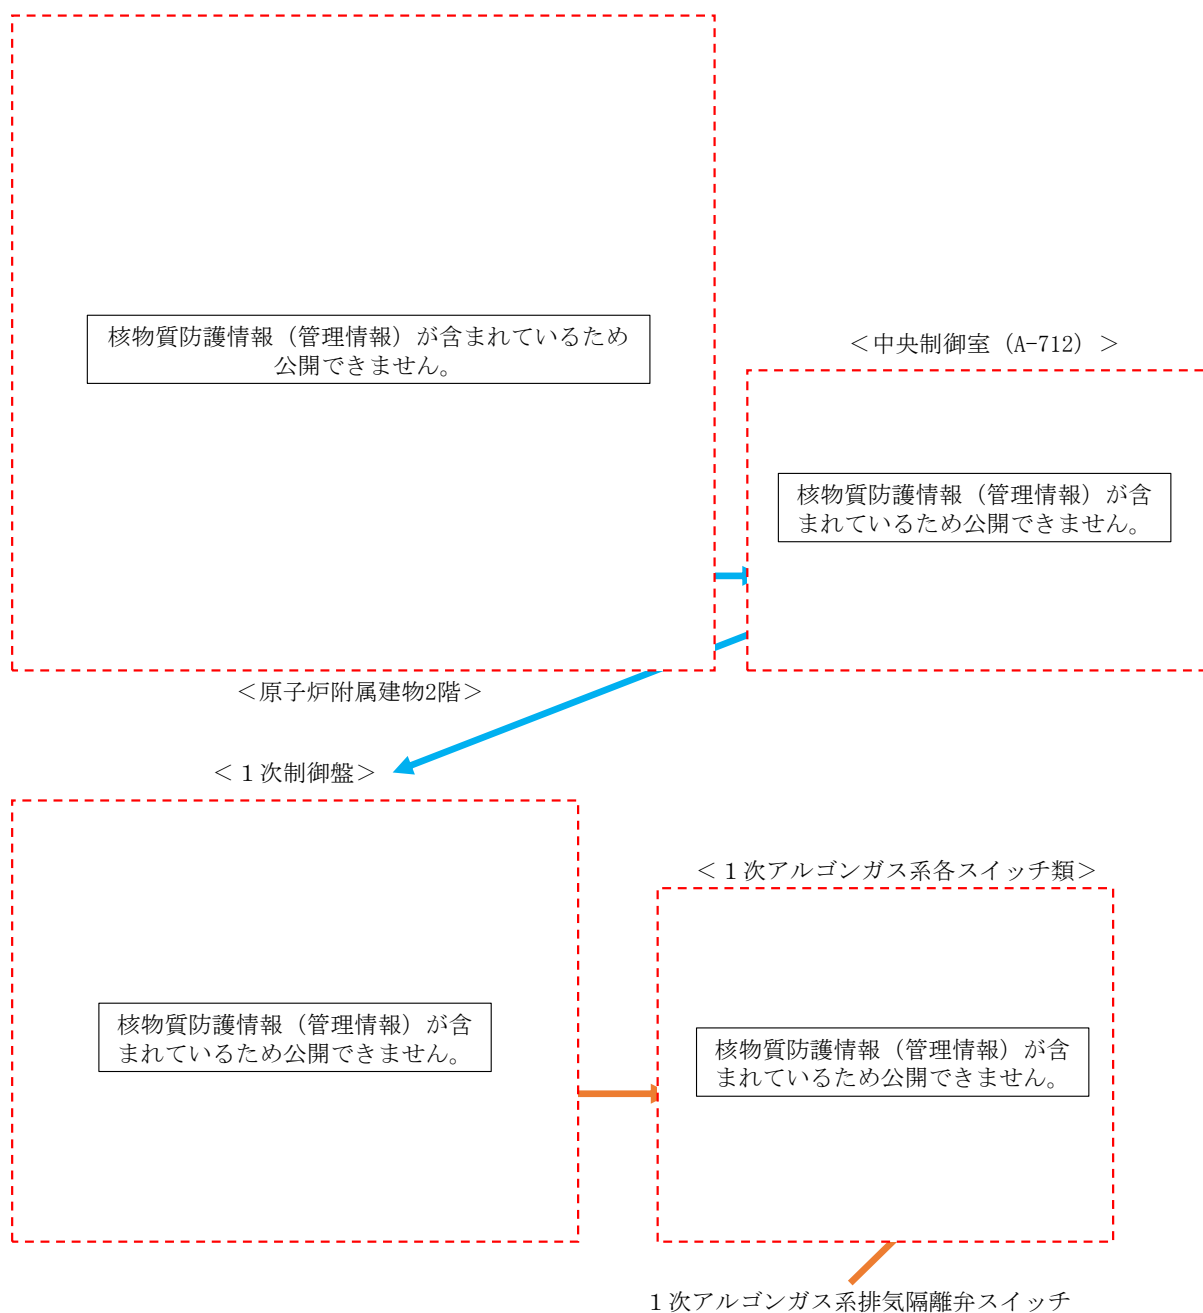 核物質防護情報（管理情報）が含まれているため
公開できません。
＜中央制御室（A-712）＞
核物質防護情報（管理情報）が含
まれているため公開できません。
＜原子炉附属建物2階＞
＜１次制御盤＞
核物質防護情報（管理情報）が含
まれているため公開できません。
＜１次アルゴンガス系各スイッチ類＞
核物質防護情報（管理情報）が含
まれているため公開できません。
１次アルゴンガス系排気隔離弁スイッチ